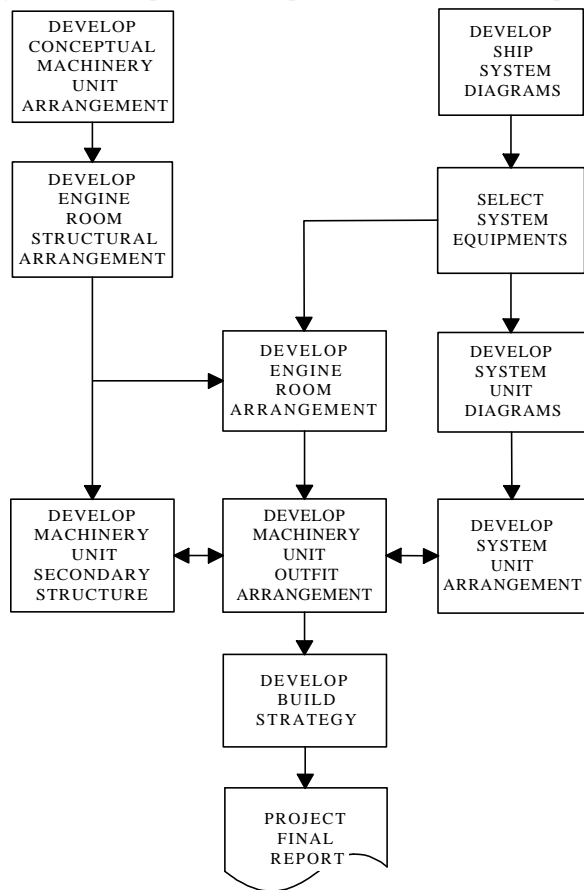 DEVELOP
CONCEPTUAL
MACHINERY
UNIT
ARRANGEMENT
DEVELOP
SHIP
SYSTEM
DIAGRAMS
DEVELOP
ENGINE
ROOM
STRUCTURAL
ARRANGEMENT
SELECT
SYSTEM
EQUIPMENTS
DEVELOP
ENGINE
ROOM
ARRANGEMENT
DEVELOP
SYSTEM
UNIT
DIAGRAMS
DEVELOP
MACHINERY
UNIT
SECONDARY
STRUCTURE
DEVELOP
MACHINERY
UNIT
OUTFIT
ARRANGEMENT
DEVELOP
SYSTEM
UNIT
ARRANGEMENT
DEVELOP
BUILD
STRATEGY
PROJECT
FINAL
REPORT